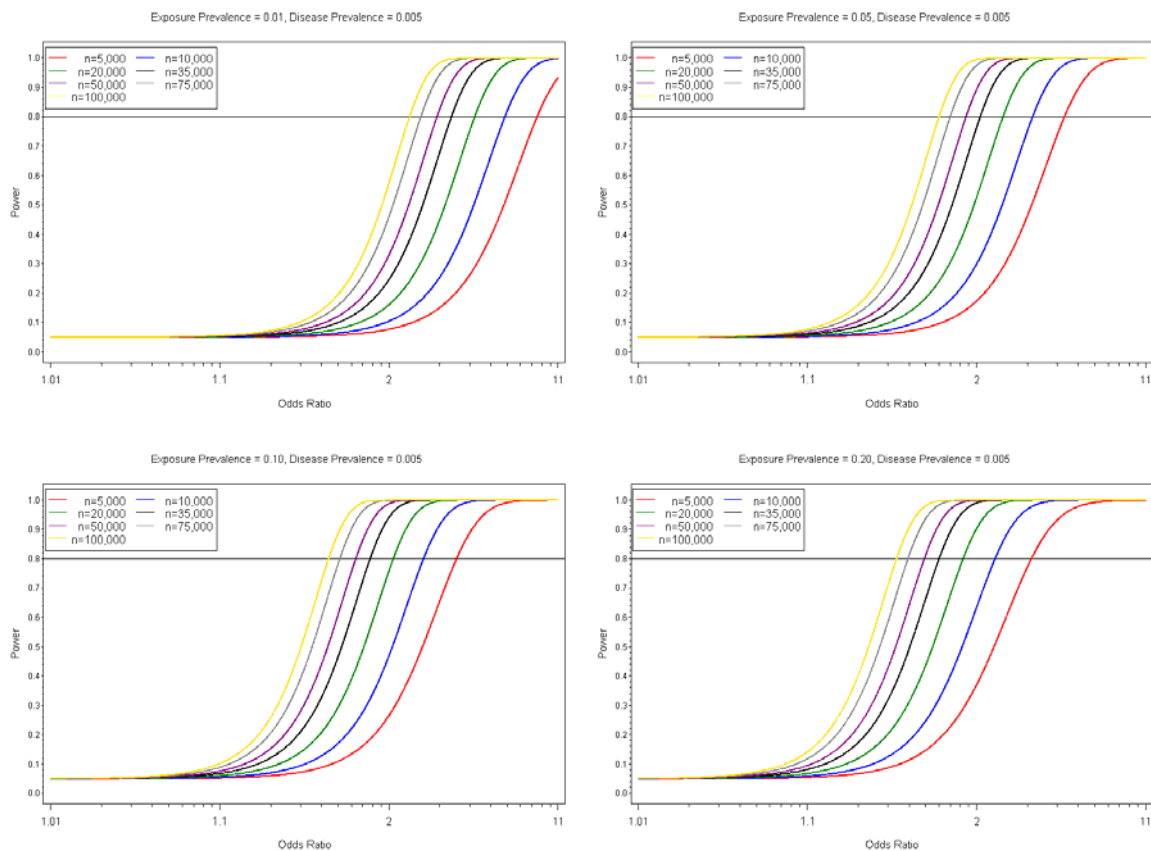 Exposure Prevalence = 0.01, Disease Prevalence = 0.005
n=5,000 n=10,000
n=20,000 n=35,000
n=50,000 n=75,000
n=100,000
1.0
0.9
0.8
0.7
0.6
0.5
0.4
0.3
0.2
0.1
0.0
Power
1.01 1.1 2 11
Odds Ratio
Exposure Prevalence = 0.05, Disease Prevalence = 0.005
n=5,000 n=10,000
n=20,000 n=35,000
n=50,000 n=75,000
n=100,000
1.0
0.9
0.8
0.7
0.6
0.5
0.4
0.3
0.2
0.1
0.0
Power
1.01 1.1 2 11
Odds Ratio
Exposure Prevalence = 0.10, Disease Prevalence = 0.005
n=5,000 n=10,000
n=20,000 n=35,000
n=50,000 n=75,000
n=100,000
1.0
0.9
0.8
0.7
0.6
0.5
0.4
0.3
0.2
0.1
0.0
Power
1.01 1.1 2 11
Odds Ratio
Exposure Prevalence = 0.20, Disease Prevalence = 0.005
n=5,000 n=10,000
n=20,000 n=35,000
n=50,000 n=75,000
n=100,000
1.0
0.9
0.8
0.7
0.6
0.5
0.4
0.3
0.2
0.1
0.0
Power
1.01 1.1 2 11
Odds Ratio